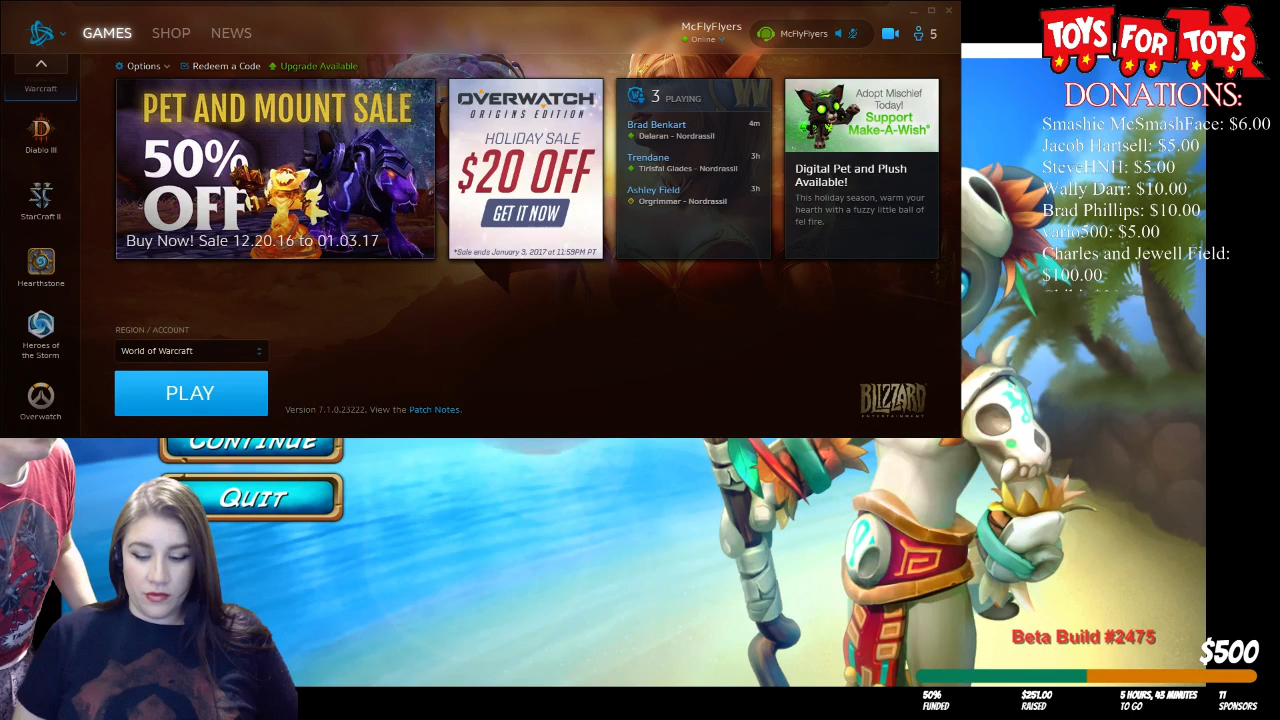 GAMES SHOP NEWS
McFlyFlyers
Online
McFlyFlyers
5
Warcraft
Options
Redeem a Code
Upgrade Available
Diablo III
StarCraft II
Hearthstone
Heroes of
the Storm
Overwatch
PET AND MOUNT SALE
50%
OFF
Buy Now! Sale 12.20.16 to 01.03.17
OVERWATCH
ORIGINS EDITION
HOLIDAY SALE
$20 OFF
GET IT NOW
*Sale ends January 3, 2017 at 11:59PM PT
3 PLAYING
Brad Benkart 4m
Dalaran - Nordrassil
Trendane 3h
Tirisfal Glades - Nordrassil
Ashley Field 3h
Orgrimmar - Nordrassil
Adopt Mischief
Today!
Support
Make-A-Wish®
Digital Pet and Plush
Available!
This holiday season, warm your
hearth with a fuzzy little ball of
fel fire.
REGION / ACCOUNT
World of Warcraft
PLAY
Version 7.1.0.23222. View the Patch Notes.
BLIZZARD
ENTERTAINMENT
TOYS FOR TOTS
DONATIONS:
Smashie McSmashFace: $6.00
Jacob Hartsell: $5.00
SteveHNH: $5.00
Wally Darr: $10.00
Brad Phillips: $10.00
vario500: $5.00
Charles and Jewell Field:
$100.00
CONTINUE
QUIT
Beta Build #2475
$500
50%
FUNDED
$251.00
RAISED
5 HOURS, 43 MINUTES
TO GO
11
SPONSORS